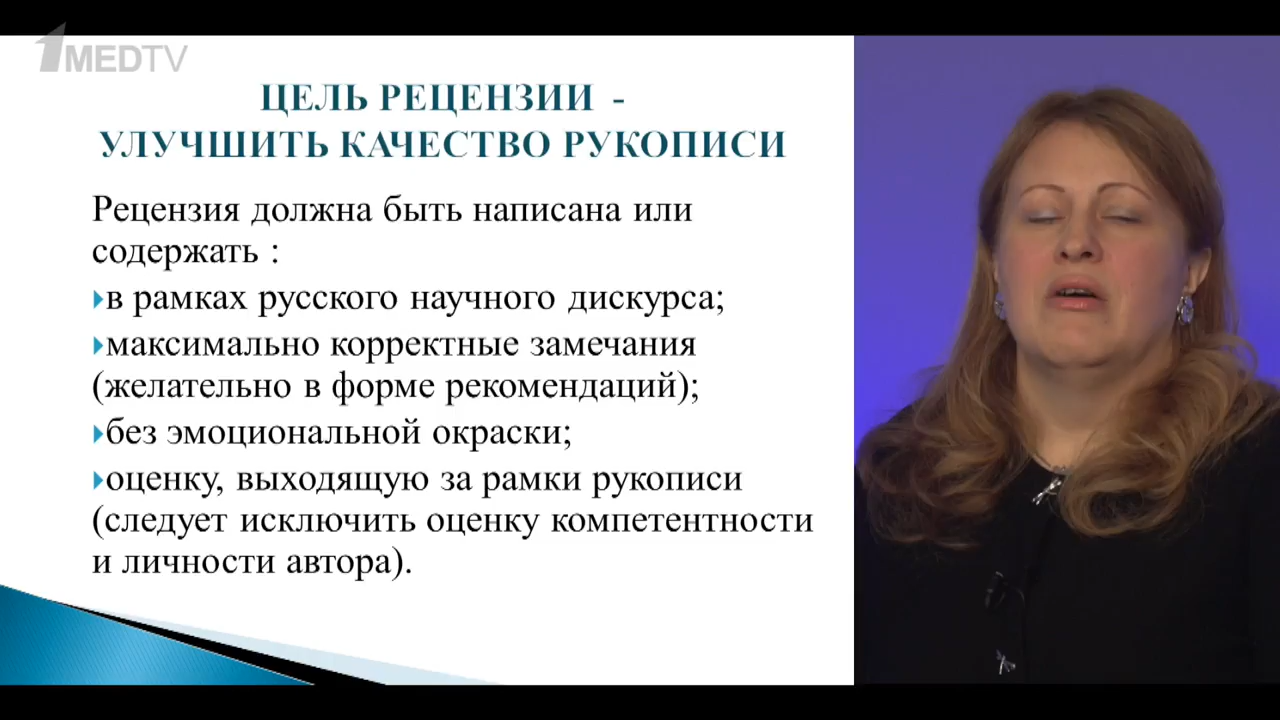 1MEDTV
ЦЕЛЬ РЕЦЕНЗИИ -
УЛУЧШИТЬ КАЧЕСТВО РУКОПИСИ
Рецензия должна быть написана или
содержать :
в рамках русского научного дискурса;
максимально корректные замечания
(желательно в форме рекомендаций);
без эмоциональной окраски;
оценку, выходящую за рамки рукописи
(следует исключить оценку компетентности
и личности автора).